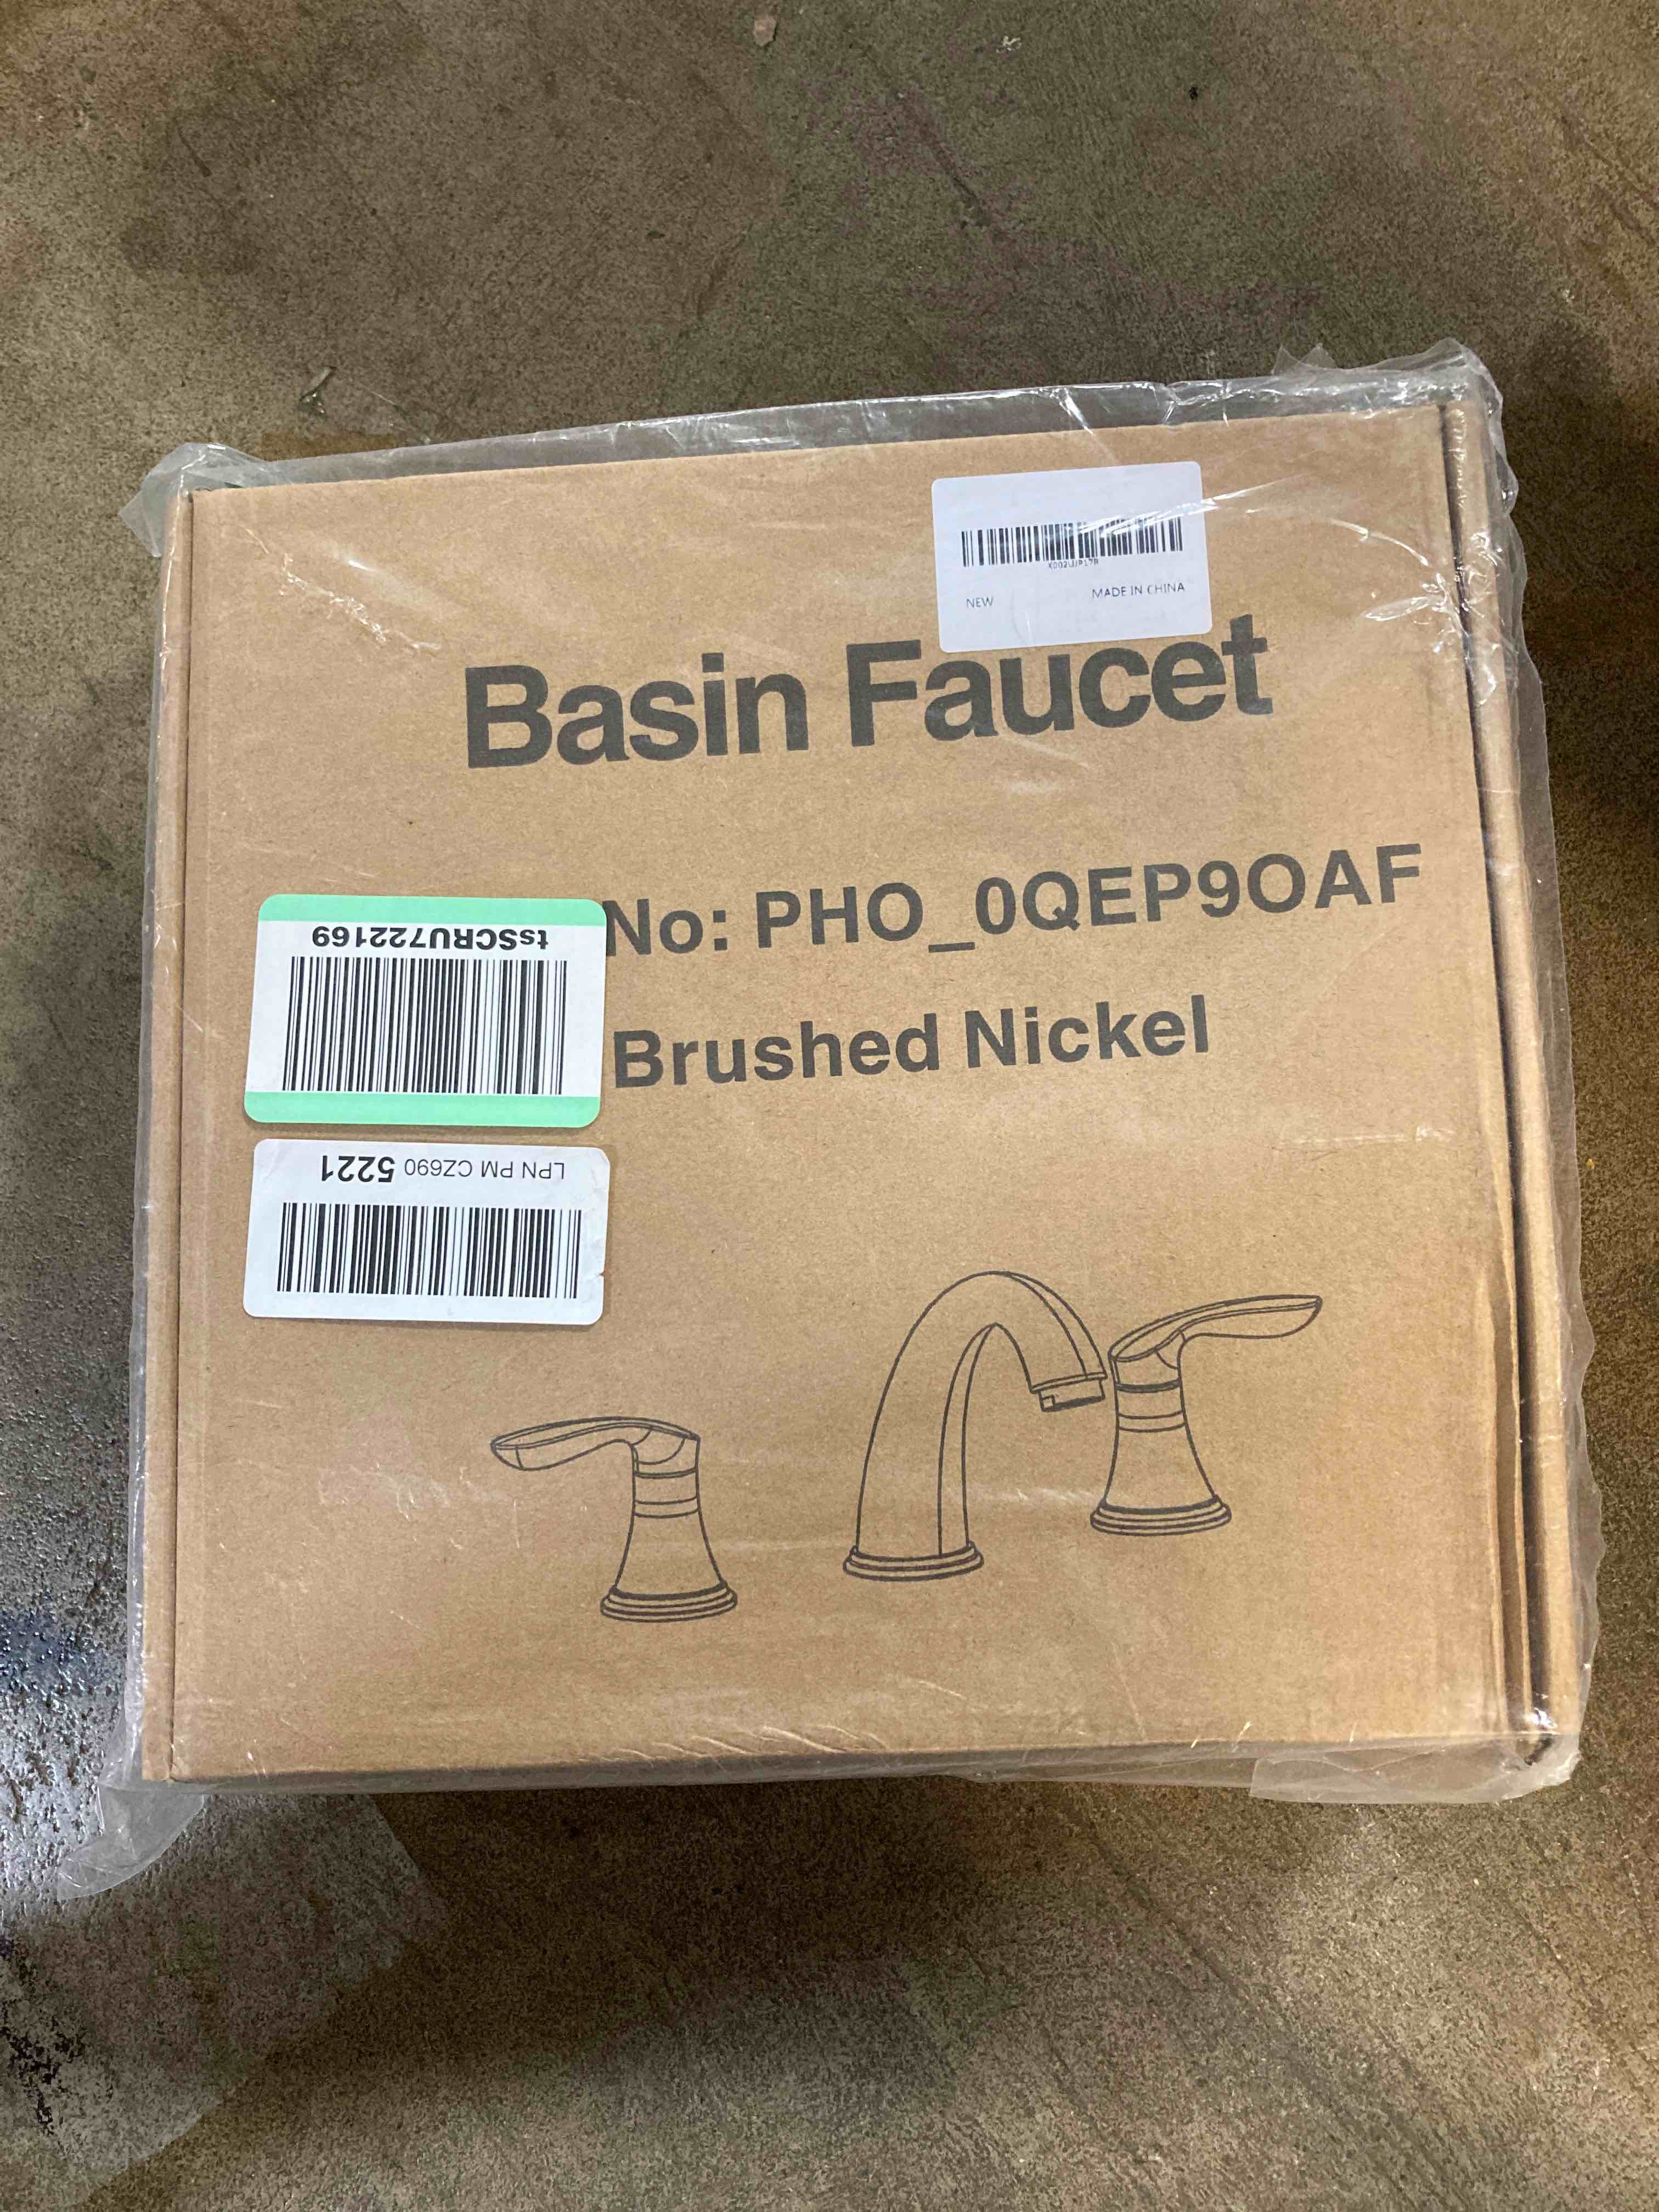 NEW MADE IN CHINA
Basin Faucet
No: PHO_0QEP9OAF
Brushed Nickel
tsSCRU722169
LPN PM CZ690 5221